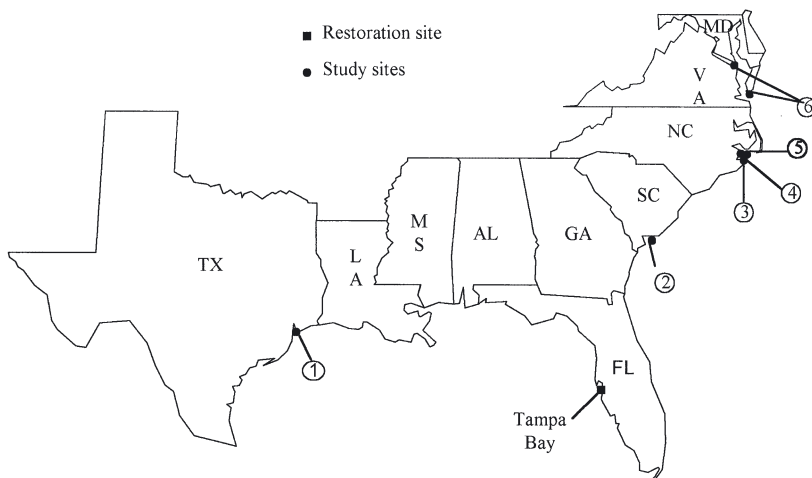 Restoration site
Study sites
MD
V
A
6
NC
5
4
3
SC
2
M
S
AL
GA
TX
L
A
1
FL
Tampa
Bay